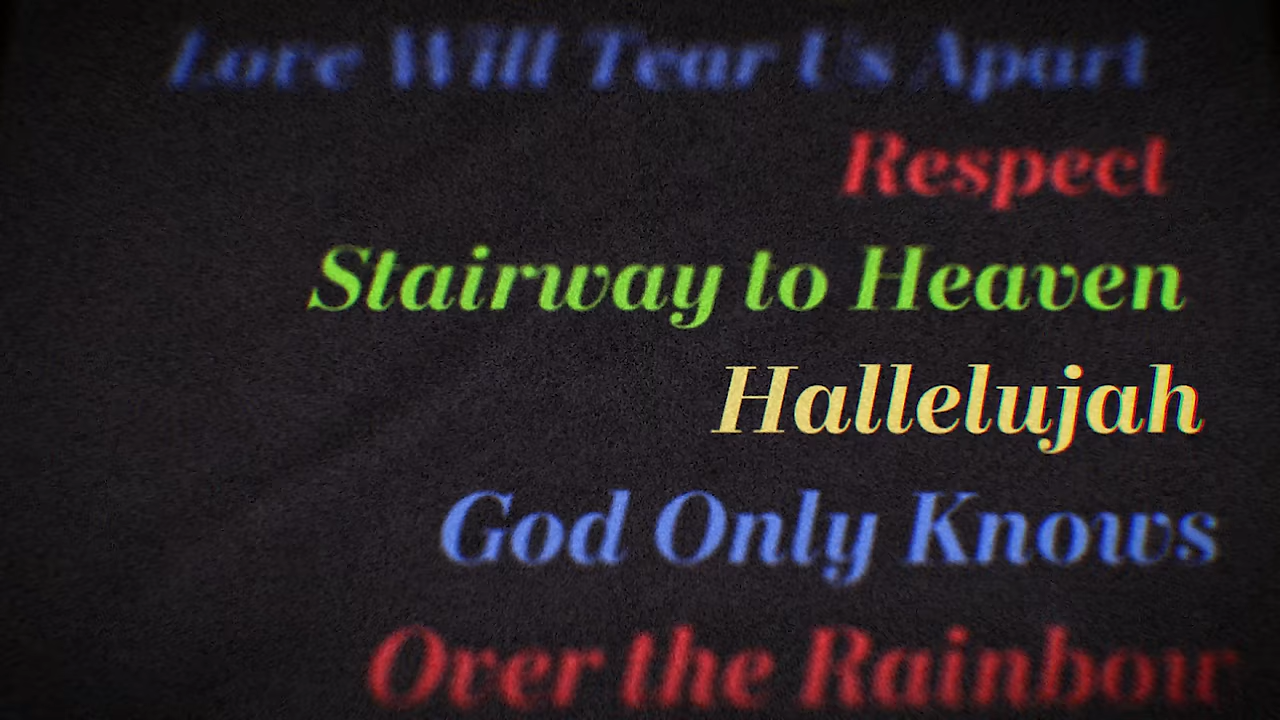 Love Will Tear Us Apart
Respect
Stairway to Heaven
Hallelujah
God Only Knows
Over the Rainbow